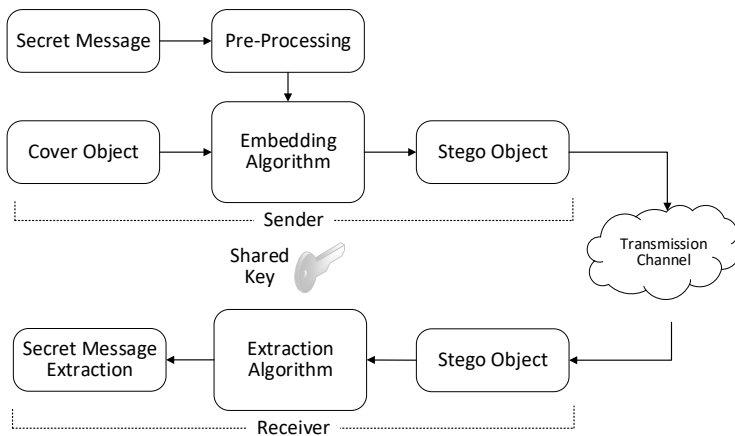 Secret Message
Pre-Processing
Cover Object
Embedding
Algorithm
Stego Object
Sender
Transmission
Channel
Shared
Key
Secret Message
Extraction
Extraction
Algorithm
Stego Object
Receiver